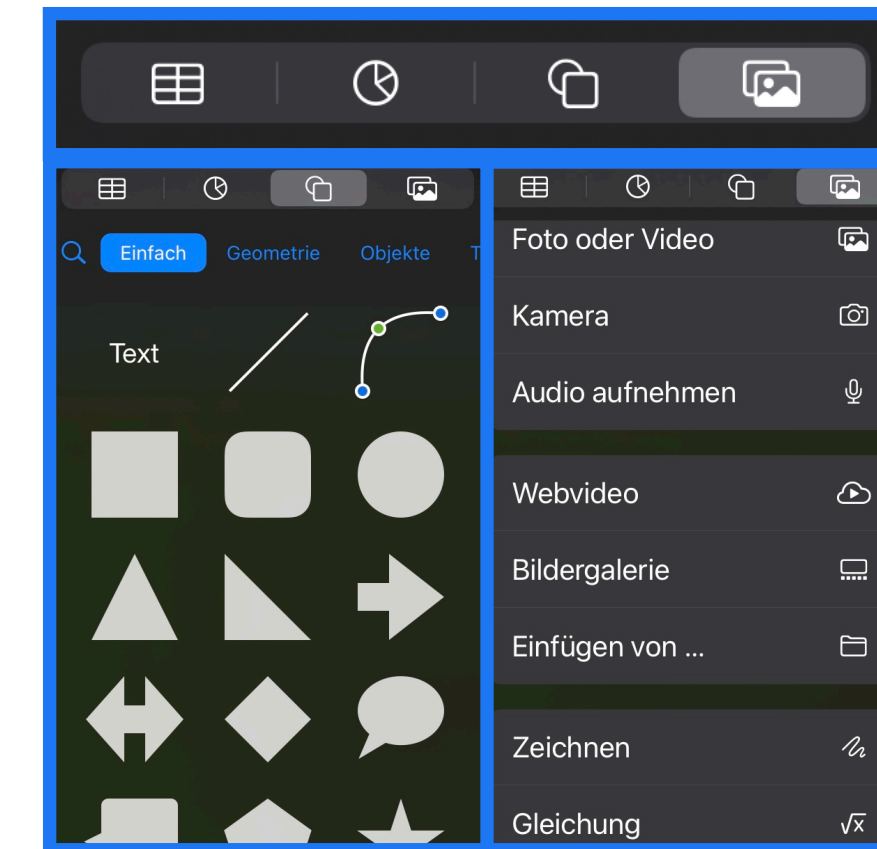 Einfach Geometrie Objekte T
Text
Foto oder Video
Kamera
Audio aufnehmen
Webvideo
Bildergalerie
Einfügen von ...
Zeichnen
Gleichung